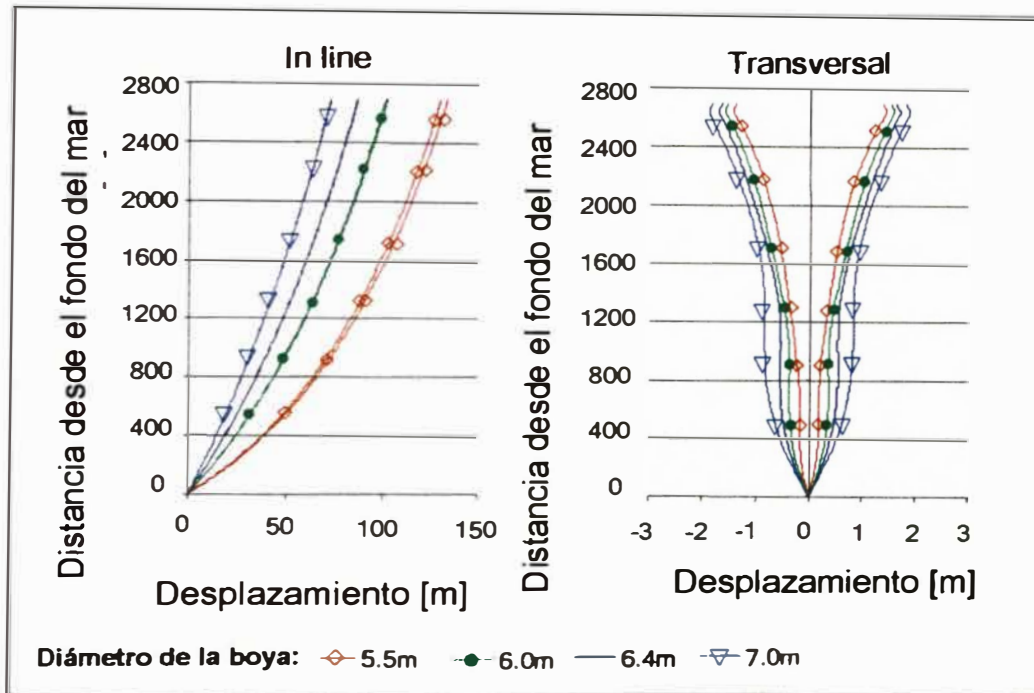 In line
Distancia desde el fondo del mar
2800
2400
2000
1600
1200
800
400
0
0 50 100 150
Desplazamiento [m]
Transversal
Distancia desde el fondo del mar
2800
2400
2000
1600
1200
800
400
0
-3 -2 -1 0 1 2 3
Desplazamiento [m]
Diámetro de la boya: 5.5m 6.0m 6.4m 7.0m